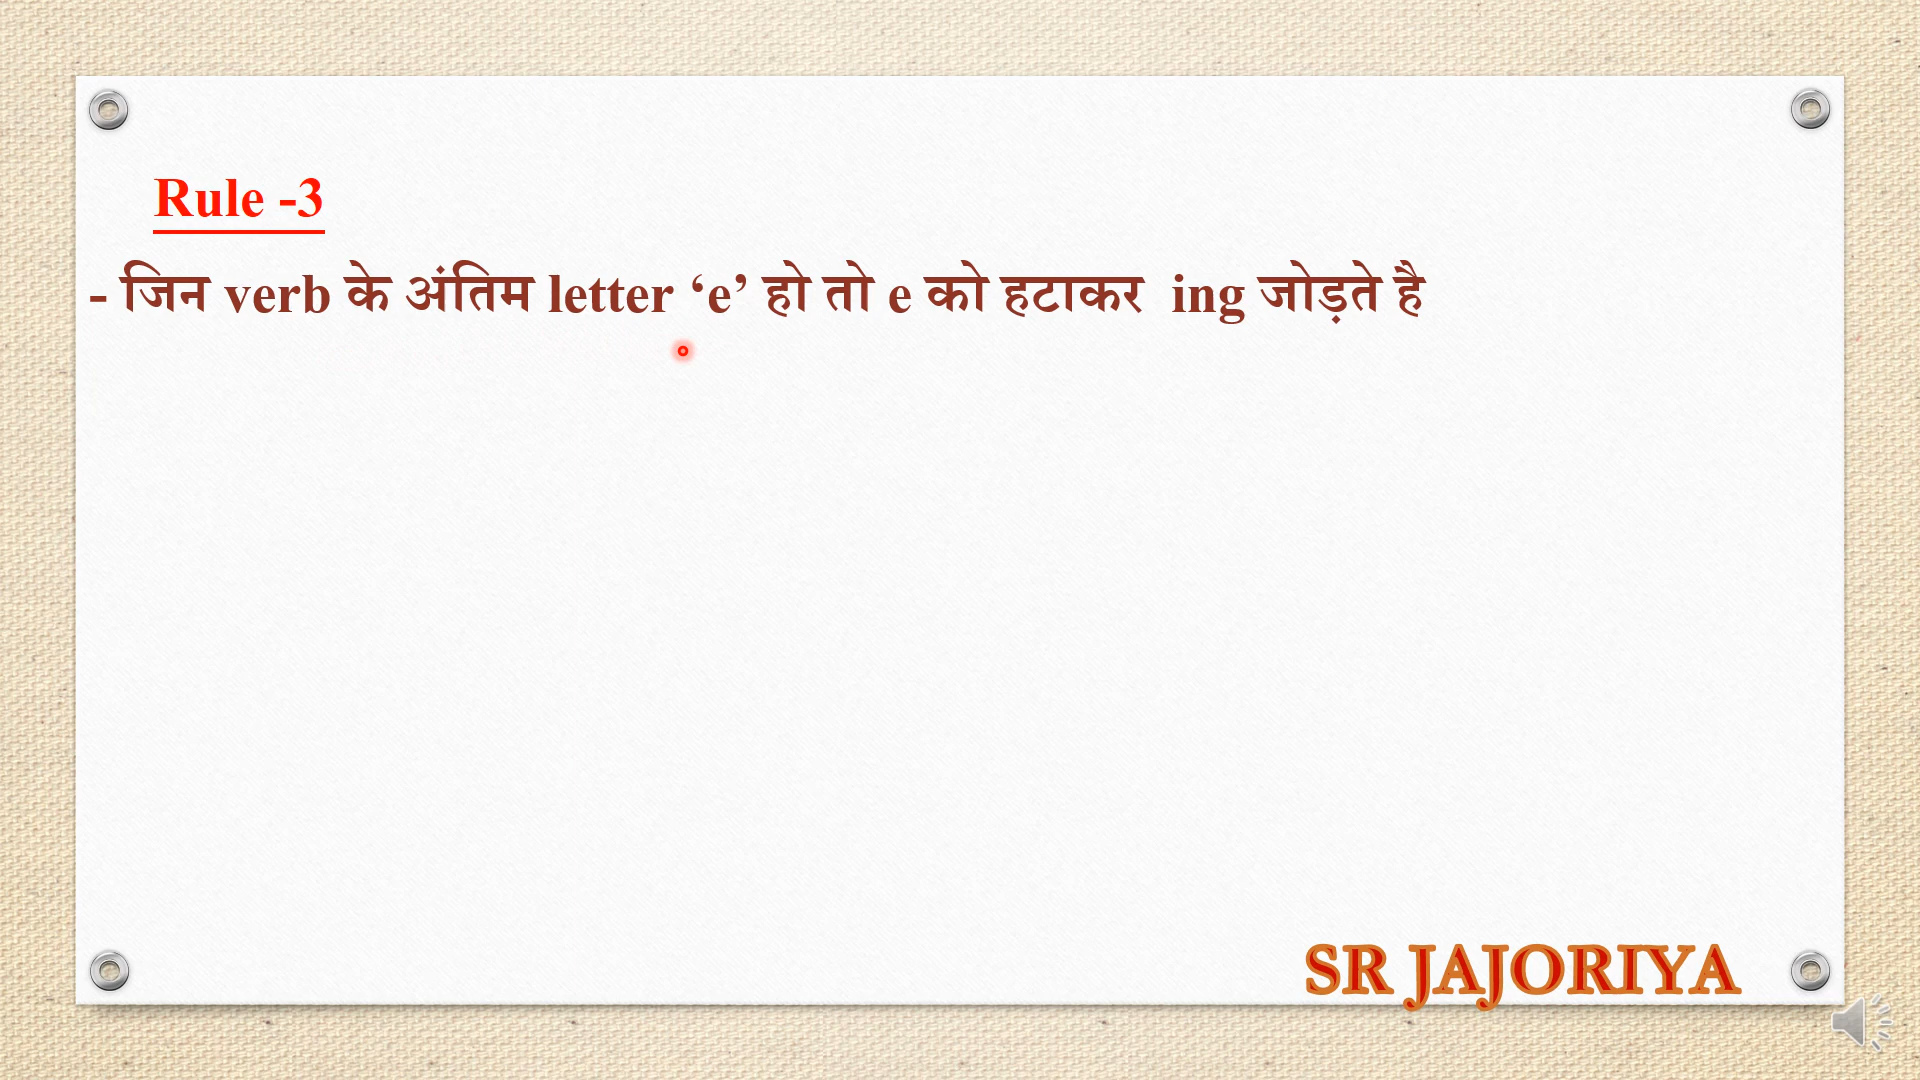 Rule -3
- जिन verb के अंतिम letter ‘e’ हो तो e को हटाकर  ing जोड़ते है
SR JAJORIYA